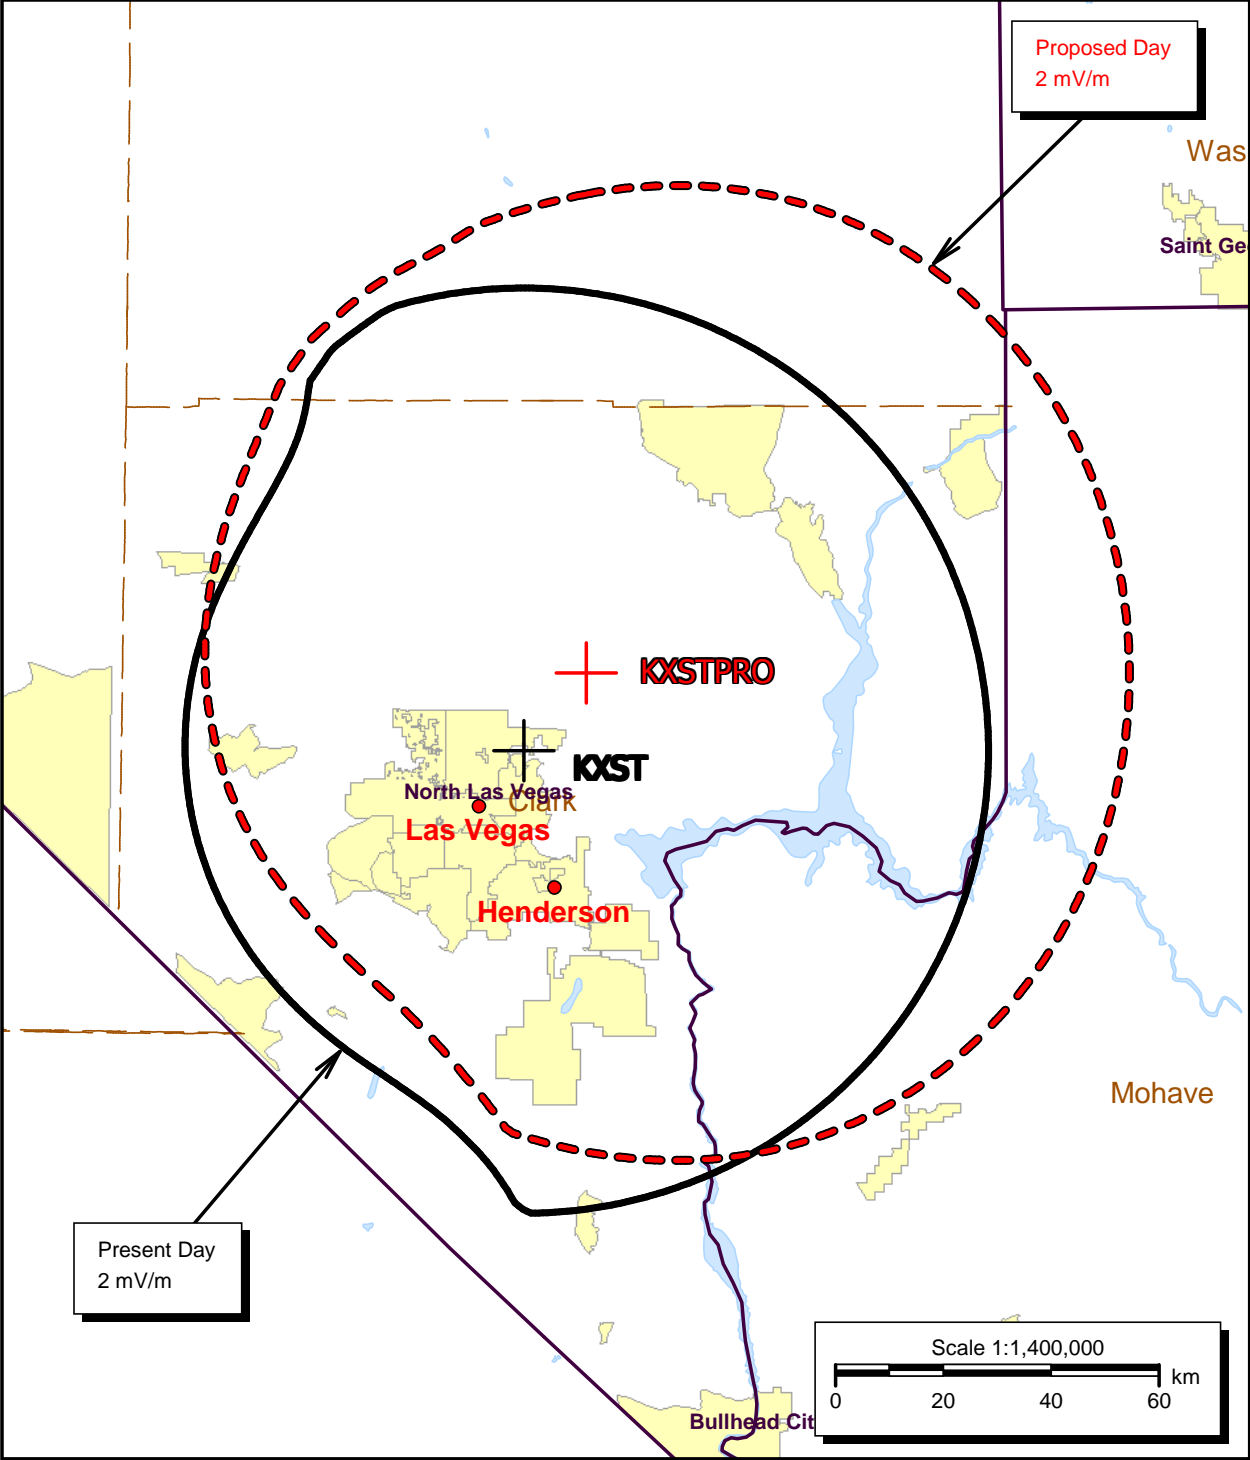 Proposed Day
2 mV/m
Was
Saint Ge
KXSTPRO
KXST
North Las Vegas
Clark
Las Vegas
Henderson
Mohave
Present Day
2 mV/m
Scale 1:1,400,000
km
0 20 40 60
Bullhead Cit